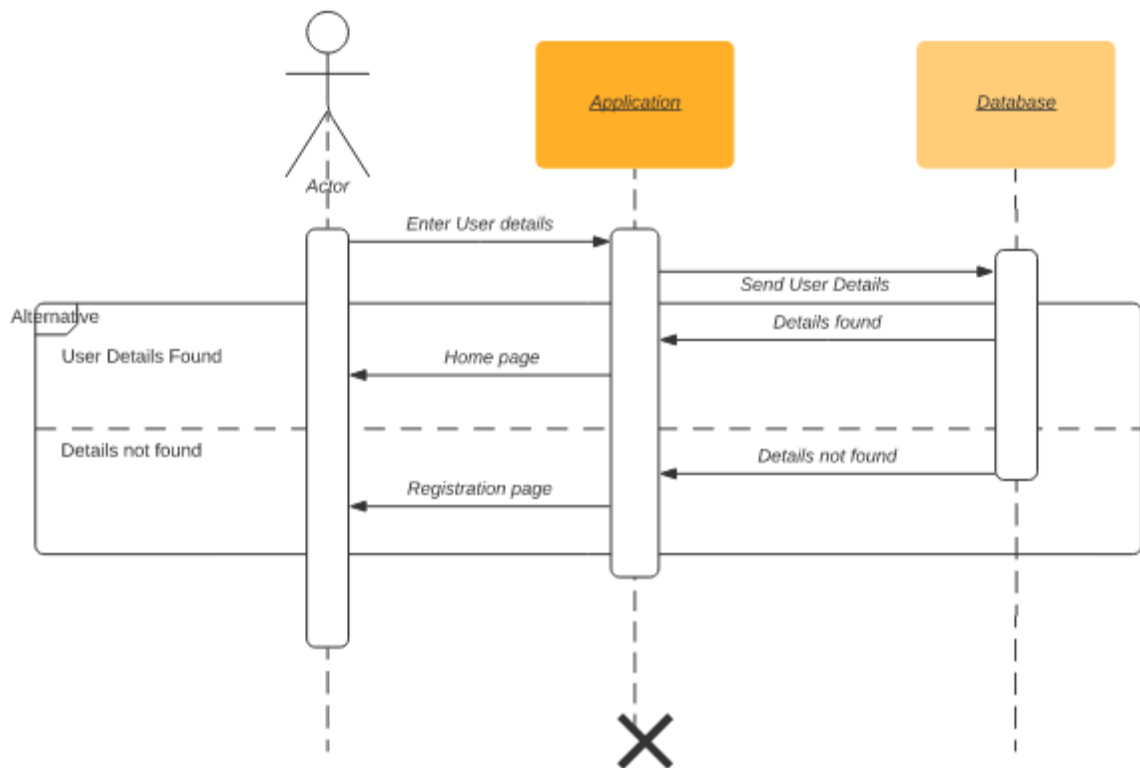 Application
Database
Actor
Enter User details
Send User Details
Alternative
Details found
User Details Found
Home page
Details not found
Details not found
Registration page